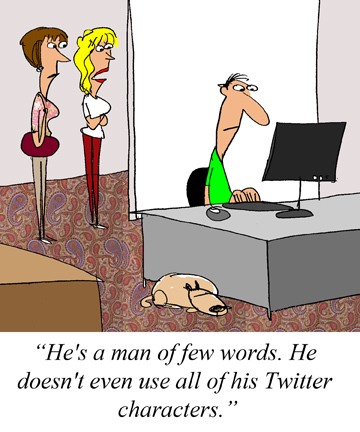 “He's a man of few words. He
doesn't even use all of his Twitter
characters.”